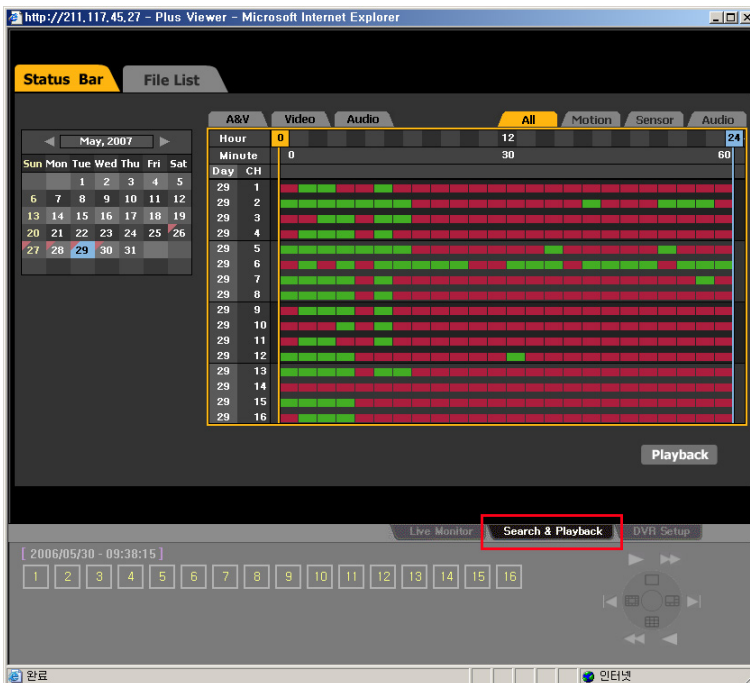 http://211,117,45,27 - Plus Viewer - Microsoft Internet Explorer
Status Bar
File List
A&V Video Audio All Motion Sensor Audio
May, 2007
Sun Mon Tue Wed Thu Fri Sat
1 2 3 4 5
6 7 8 9 10 11 12
13 14 15 16 17 18 19
20 21 22 23 24 25 26
27 28 29 30 31
Hour 0 12 24
Minute 0 30 60
Day CH
29 1
29 2
29 3
29 4
29 5
29 6
29 7
29 8
29 9
29 10
29 11
29 12
29 13
29 14
29 15
29 16
Playback
Live Monitor Search & Playback DVR Setup
[ 2006/05/30 - 09:38:15 ]
1 2 3 4 5 6 7 8 9 10 11 12 13 14 15 16
완료 인터넷